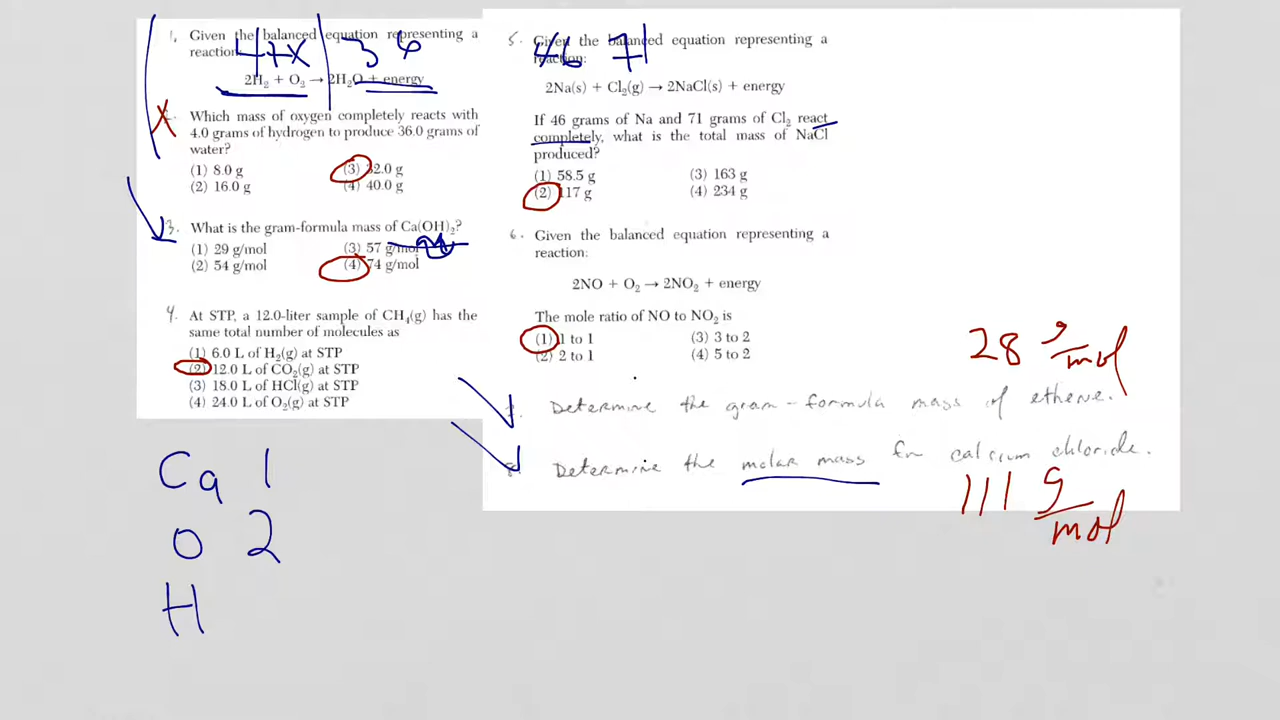 1. Given the balanced equation representing a
reaction:
4 + x 36
2H₂ + O₂ → 2H₂O + energy
Which mass of oxygen completely reacts with
4.0 grams of hydrogen to produce 36.0 grams of
water?
(1) 8.0 g (3) 32.0 g
(2) 16.0 g (4) 40.0 g
3. What is the gram-formula mass of Ca(OH)₂?
(1) 29 g/mol (3) 57 g/mol
(2) 54 g/mol (4) 74 g/mol
4. At STP, a 12.0-liter sample of CH₄(g) has the
same total number of molecules as
(1) 6.0 L of H₂(g) at STP
(2) 12.0 L of CO₂(g) at STP
(3) 18.0 L of HCl(g) at STP
(4) 24.0 L of O₂(g) at STP
Ca 1
O 2
H
5. Given the balanced equation representing a
reaction:
46 71
2Na(s) + Cl₂(g) → 2NaCl(s) + energy
If 46 grams of Na and 71 grams of Cl₂ react
completely, what is the total mass of NaCl
produced?
(1) 58.5 g (3) 163 g
(2) 117 g (4) 234 g
6. Given the balanced equation representing a
reaction:
2NO + O₂ → 2NO₂ + energy
The mole ratio of NO to NO₂ is
(1) 1 to 1 (3) 3 to 2
(2) 2 to 1 (4) 5 to 2
28 g/mol
Determine the gram-formula mass of ethene.
Determine the molar mass for calcium chloride.
111 g/mol